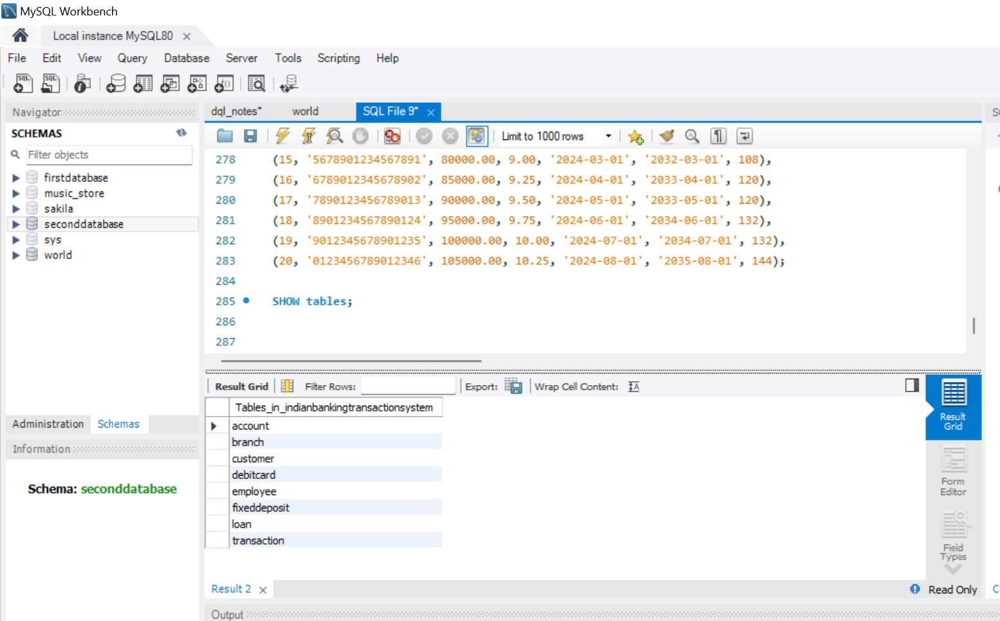 MySQL Workbench
Local instance MySQL80
File Edit View Query Database Server Tools Scripting Help
Navigator
SCHEMAS
Filter objects
firstdatabase
music_store
sakila
seconddatabase
sys
world
Administration Schemas
Information
Schema: seconddatabase
dql_notes* world SQL File 9*
Limit to 1000 rows
278 (15, '5678901234567891', 80000.00, 9.00, '2024-03-01', '2032-03-01', 108),
279 (16, '6789012345678902', 85000.00, 9.25, '2024-04-01', '2033-04-01', 120),
280 (17, '7890123456789013', 90000.00, 9.50, '2024-05-01', '2033-05-01', 120),
281 (18, '8901234567890124', 95000.00, 9.75, '2024-06-01', '2034-06-01', 132),
282 (19, '9012345678901235', 100000.00, 10.00, '2024-07-01', '2034-07-01', 132),
283 (20, '0123456789012346', 105000.00, 10.25, '2024-08-01', '2035-08-01', 144);
284
285 SHOW tables;
286
287
Result Grid Filter Rows: Export: Wrap Cell Content:
Tables_in_indianbankingtransactionsystem
account
branch
customer
debitcard
employee
fixeddeposit
loan
transaction
Result
Grid
Form
Editor
Field
Types
Result 2
Read Only
Output